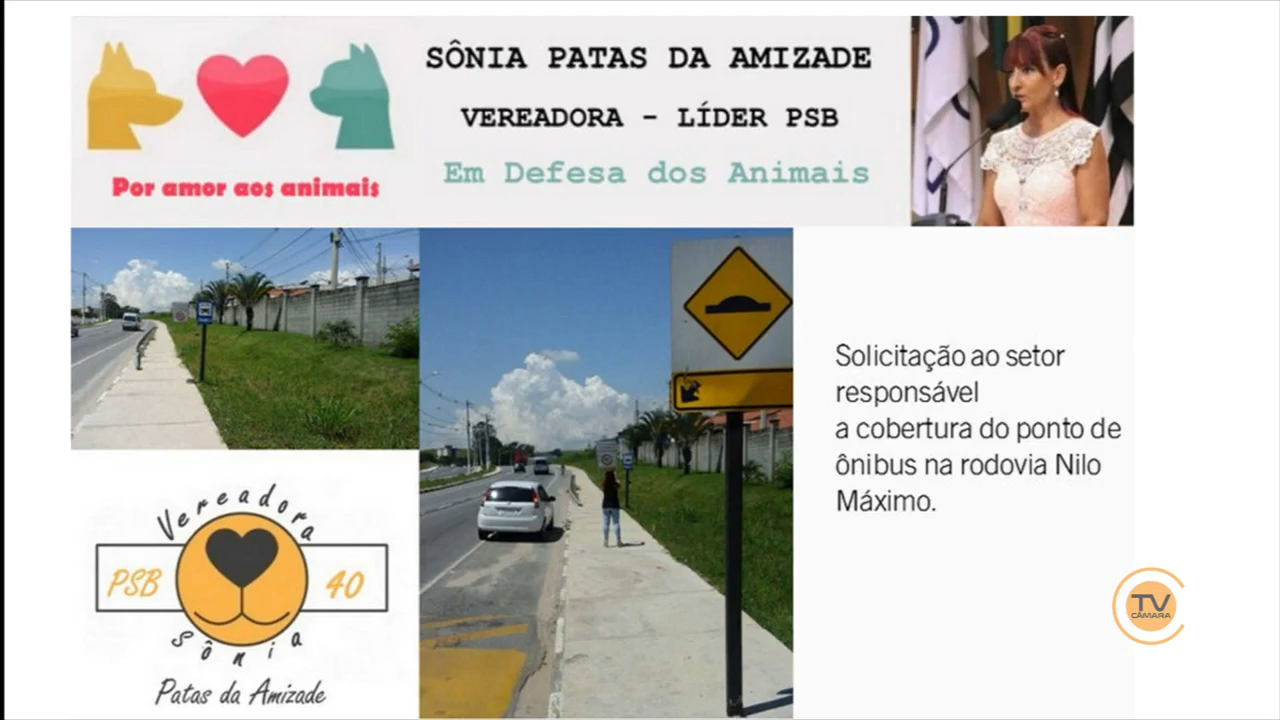 SÔNIA PATAS DA AMIZADE
VEREADORA - LÍDER PSB
Em Defesa dos Animais
Por amor aos animais
Solicitação ao setor
responsável
a cobertura do ponto de
ônibus na rodovia Nilo
Máximo.
Vereadora
PSB 40
Sônia
Patas da Amizade
TV
CÂMARA